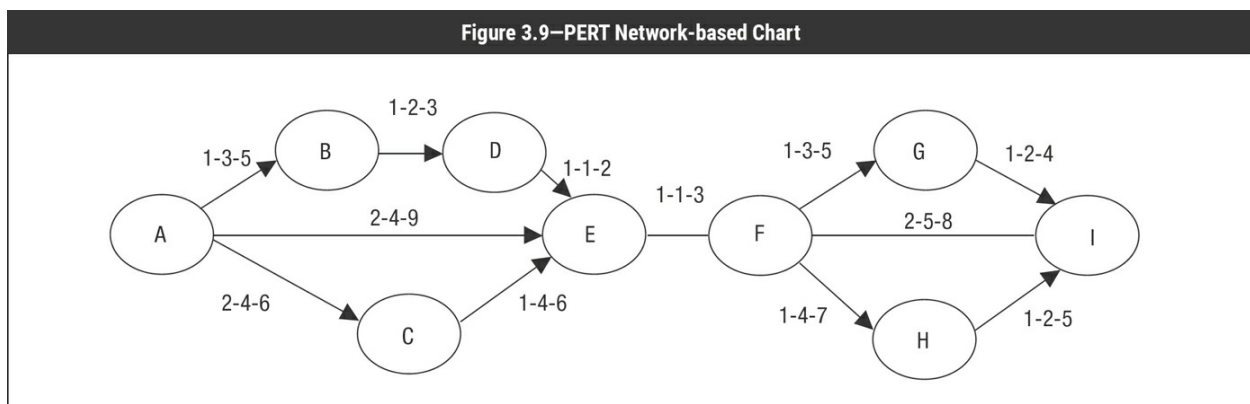 Figure 3.9—PERT Network-based Chart
1-2-3
B
D
G
1-3-5
1-3-5
1-2-4
1-1-2
1-1-3
2-4-9
2-5-8
A
E
F
I
2-4-6
1-4-6
1-4-7
1-2-5
C
H